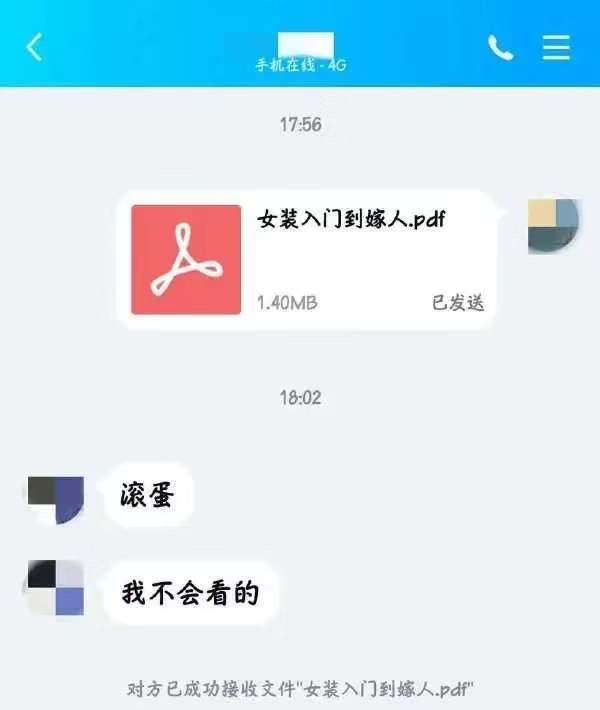 手机在线 - 4G
17:56
女装入门到嫁人.pdf
1.40MB 已发送
18:02
滚蛋
我不会看的
对方已成功接收文件"女装入门到嫁人.pdf"